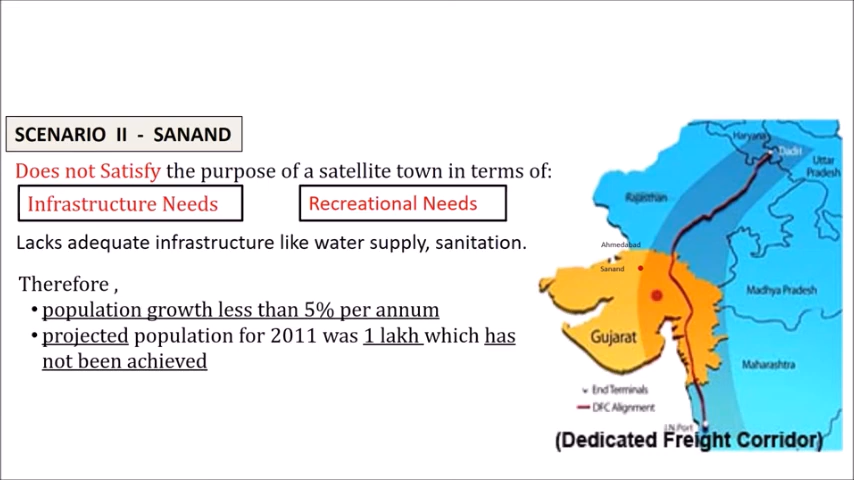 SCENARIO II - SANAND
Does not Satisfy the purpose of a satellite town in terms of:
Infrastructure Needs
Recreational Needs
Lacks adequate infrastructure like water supply, sanitation.
Therefore ,
• population growth less than 5% per annum
• projected population for 2011 was 1 lakh which has
not been achieved
Haryana
Dadri
Uttar
Pradesh
Rajasthan
Ahmedabad
Sanand
Madhya Pradesh
Gujarat
Maharashtra
End Terminals
DFC Alignment
J.N.Port
(Dedicated Freight Corridor)